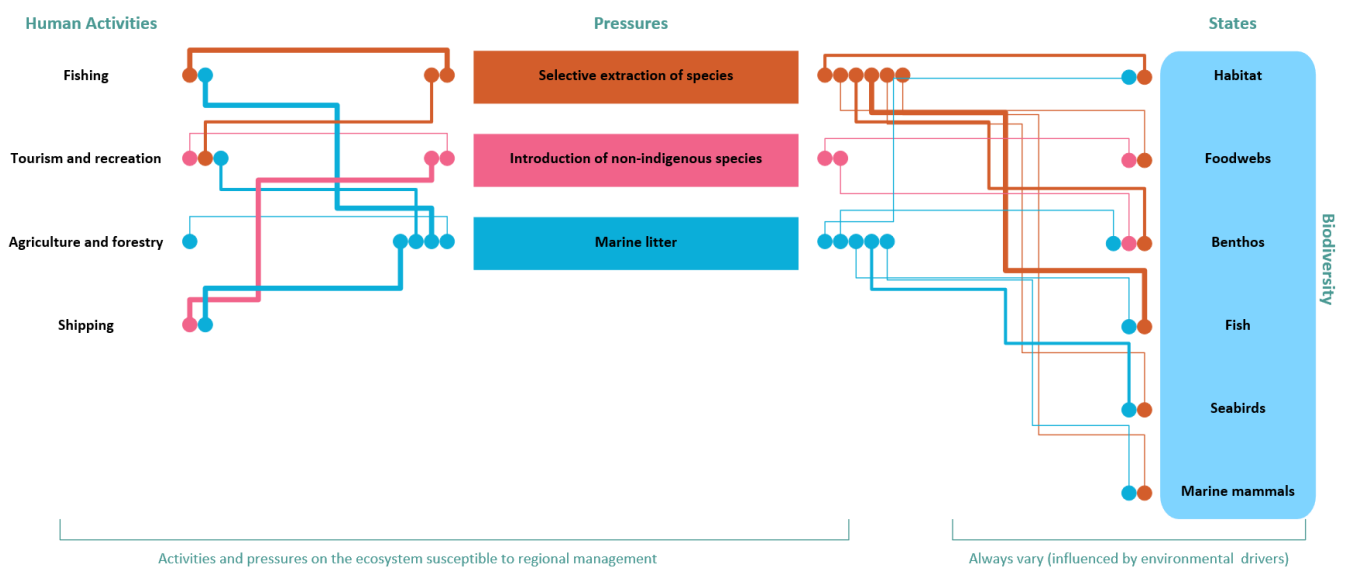 Human Activities
Pressures
States
Fishing
Selective extraction of species
Habitat
Tourism and recreation
Introduction of non-indigenous species
Foodwebs
Agriculture and forestry
Marine litter
Benthos
Biodiversity
Shipping
Fish
Seabirds
Marine mammals
Activities and pressures on the ecosystem susceptible to regional management
Always vary (influenced by environmental drivers)